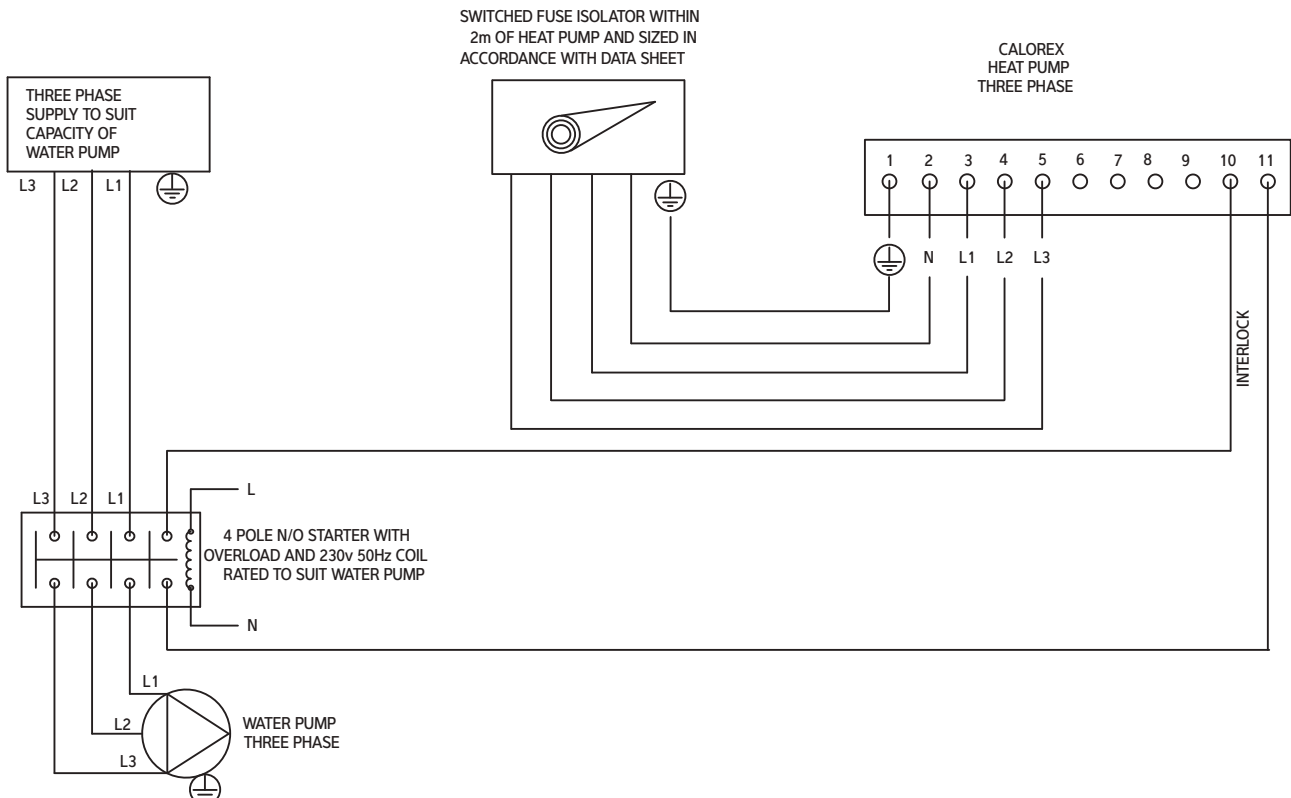 SWITCHED FUSE ISOLATOR WITHIN
2m OF HEAT PUMP AND SIZED IN
ACCORDANCE WITH DATA SHEET
CALOREX
HEAT PUMP
THREE PHASE
THREE PHASE
SUPPLY TO SUIT
CAPACITY OF
WATER PUMP
L3 L2 L1
1 2 3 4 5 6 7 8 9 10 11
N L1 L2 L3
INTERLOCK
L3 L2 L1
L
4 POLE N/O STARTER WITH
OVERLOAD AND 230v 50Hz COIL
RATED TO SUIT WATER PUMP
N
L1
L2
L3
WATER PUMP
THREE PHASE